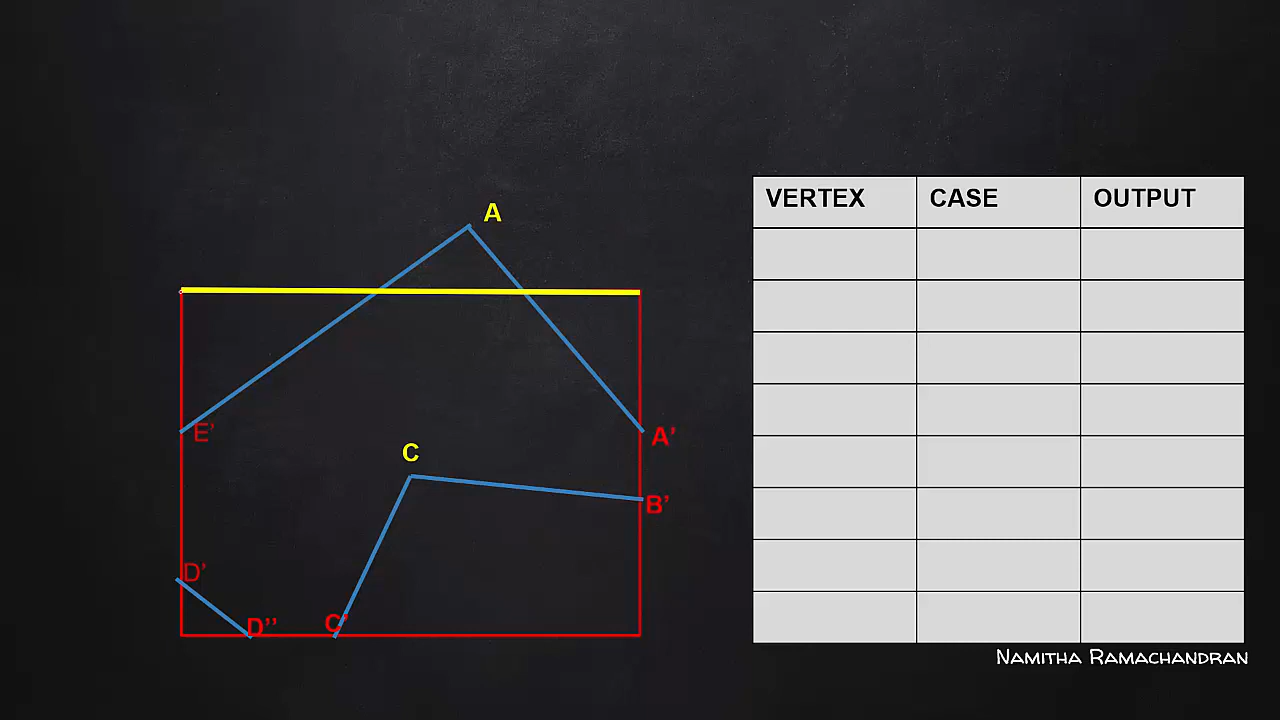 VERTEX CASE OUTPUT
A
E'
A'
C
B'
D'
D''
C'
Namitha Ramachandran